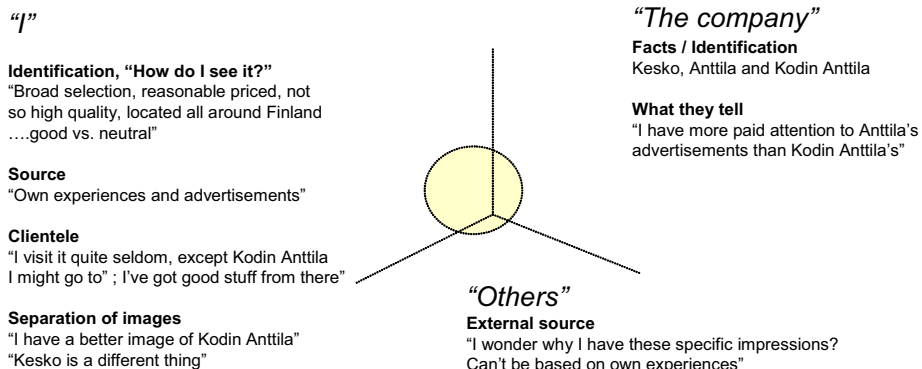 “I”
Identification, “How do I see it?”
“Broad selection, reasonable priced, not
so high quality, located all around Finland
….good vs. neutral”
Source
“Own experiences and advertisements”
Clientele
“I visit it quite seldom, except Kodin Anttila
I might go to” ; I’ve got good stuff from there”
Separation of images
“I have a better image of Kodin Anttila”
“Kesko is a different thing”
“The company”
Facts / Identification
Kesko, Anttila and Kodin Anttila
What they tell
“I have more paid attention to Anttila’s
advertisements than Kodin Anttila’s”
“Others”
External source
“I wonder why I have these specific impressions?
Can’t be based on own experiences”